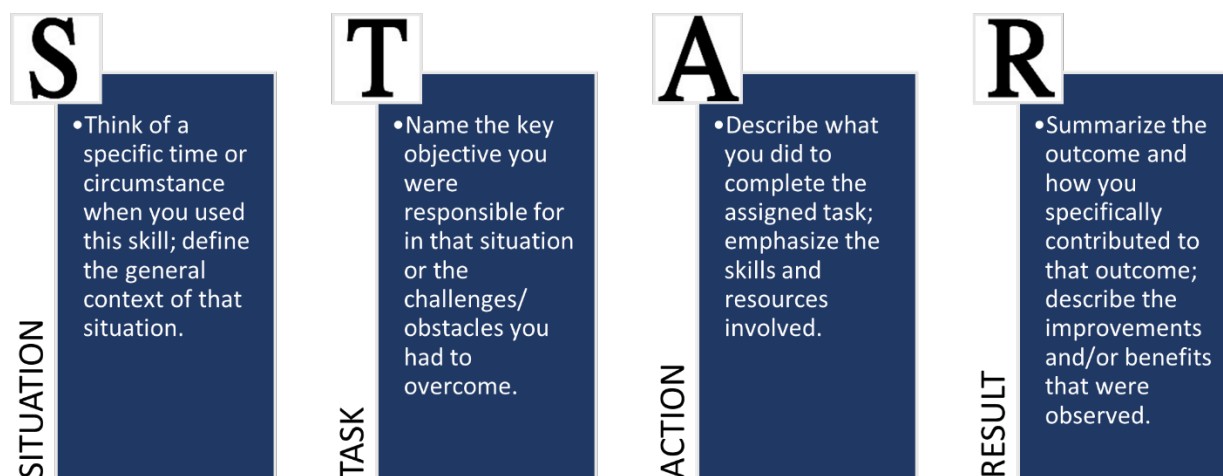 S
SITUATION
•Think of a
specific time or
circumstance
when you used
this skill; define
the general
context of that
situation.
T
TASK
•Name the key
objective you
were
responsible for
in that situation
or the
challenges/
obstacles you
had to
overcome.
A
ACTION
•Describe what
you did to
complete the
assigned task;
emphasize the
skills and
resources
involved.
R
RESULT
•Summarize the
outcome and
how you
specifically
contributed to
that outcome;
describe the
improvements
and/or benefits
that were
observed.